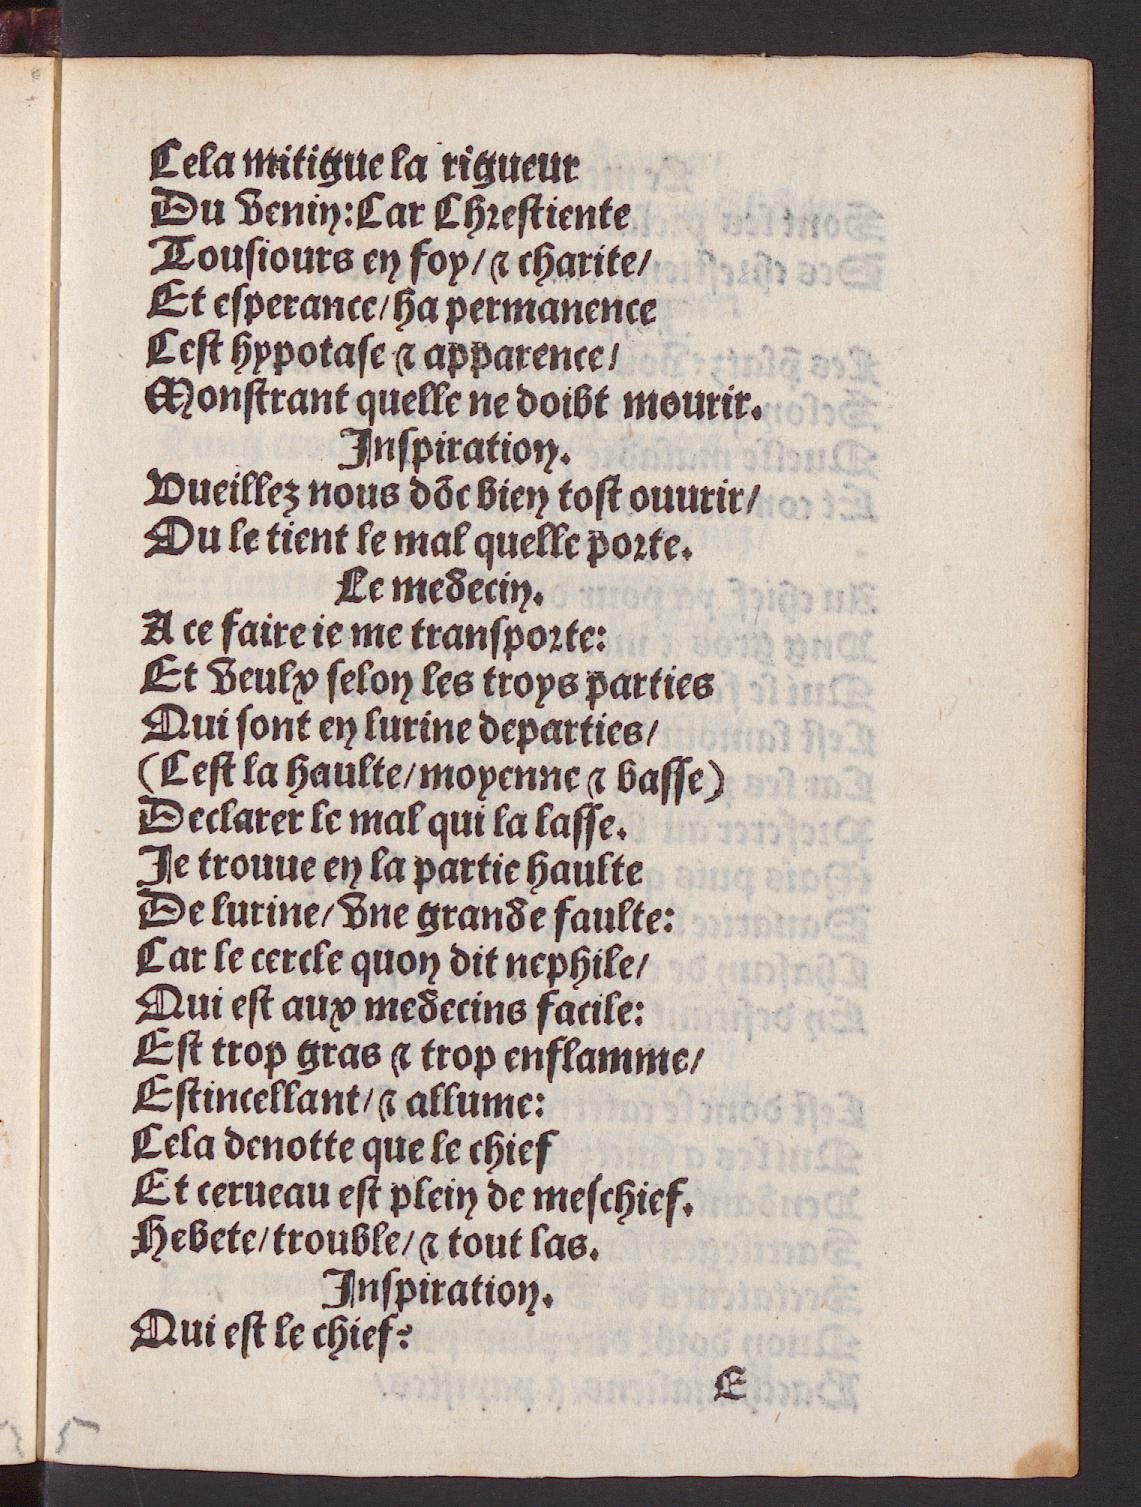 Cela mitigue la rigueur
Du venin: Car Chrestiente
Tousiours en foy/ ⁊ charite/
Et esperance/ ha permanence
Cest hypotase ⁊ apparence/
Monstrant quelle ne doibt mourir.
Inspiration.
Vueillez nous dõc bien tost ouurir/
Ou le tient le mal quelle porte.
Le medecin.
A ce faire ie me transporte:
Et veulx selon les troys parties
Qui sont en lurine departies/
(Cest la haulte/ moyenne ⁊ basse)
Declarer le mal qui la lasse.
Je trouue en la partie haulte
De lurine/ vne grande faulte:
Car le cercle quon dit nephile/
Qui est aux medecins facile:
Est trop gras ⁊ trop enflamme/
Estincellant/ ⁊ allume:
Cela denotte que le chief
Et cerueau est plein de meschief.
Hebete/ trouble/ ⁊ tout las.
Inspiration.
Qui est le chief?
E
5